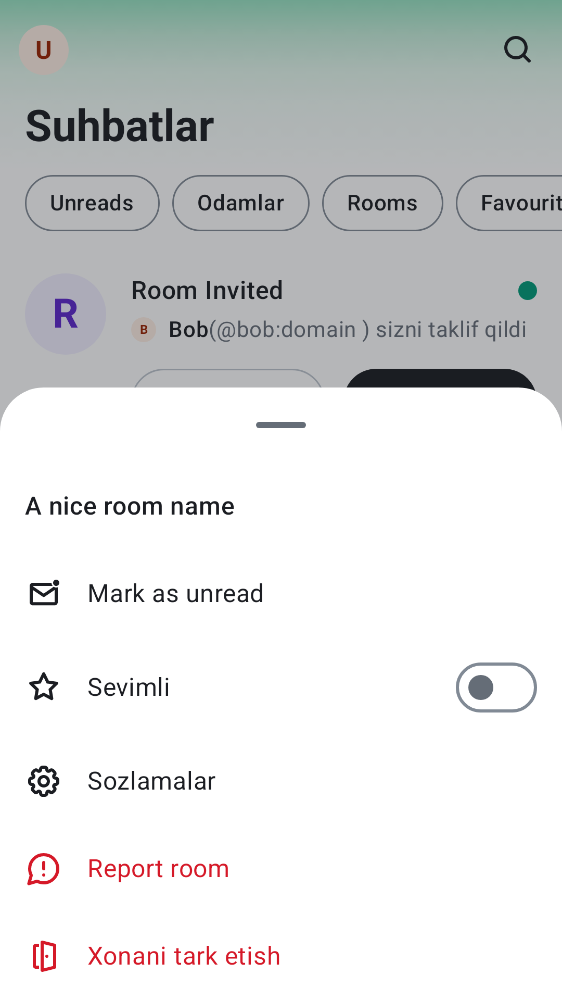 U
Suhbatlar
Unreads Odamlar Rooms Favourit
R
Room Invited
B Bob(@bob:domain ) sizni taklif qildi
A nice room name
Mark as unread
Sevimli
Sozlamalar
Report room
Xonani tark etish